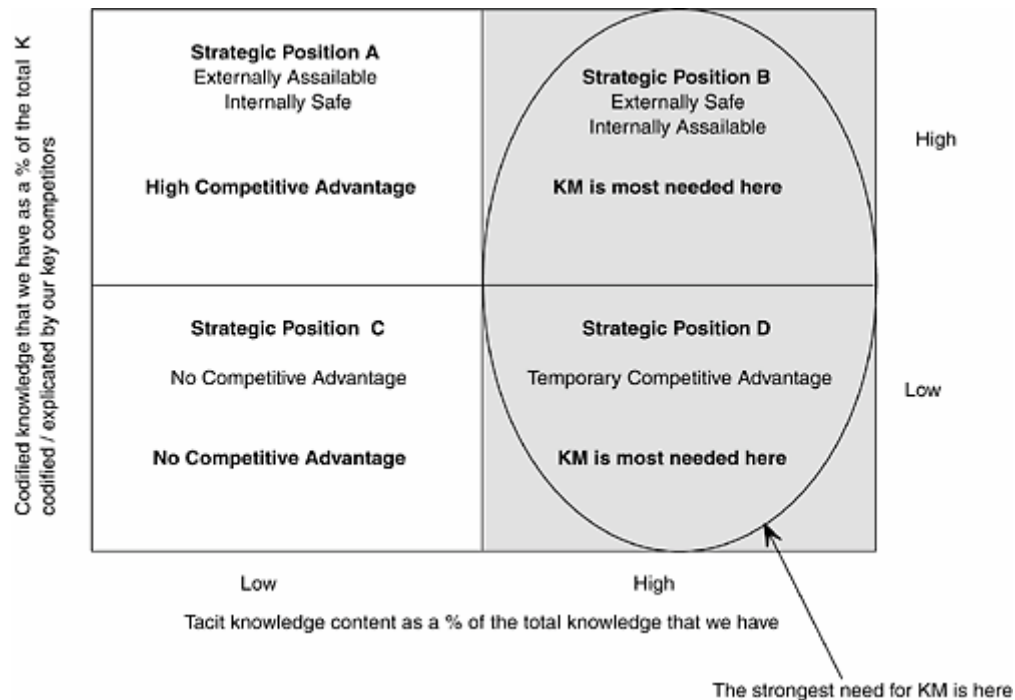 Codified knowledge that we have as a % of the total K
codified / explicated by our key competitors
Strategic Position A
Externally Assailable
Internally Safe
High Competitive Advantage
Strategic Position B
Externally Safe
Internally Assailable
KM is most needed here
High
Strategic Position C
No Competitive Advantage
No Competitive Advantage
Strategic Position D
Temporary Competitive Advantage
KM is most needed here
Low
Low
High
Tacit knowledge content as a % of the total knowledge that we have
The strongest need for KM is here